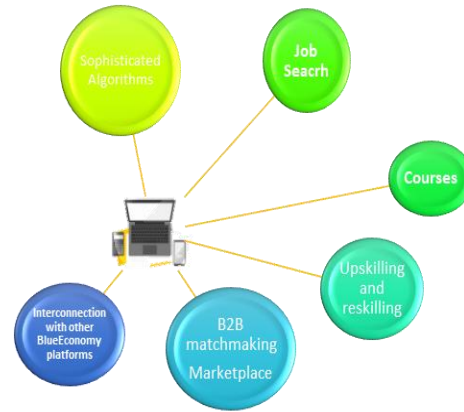 Sophisticated
Algorithms
Job
Seacrh
Courses
Upskilling
and
reskilling
B2B
matchmaking
Marketplace
Interconnection
with other
BlueEconomy
platforms